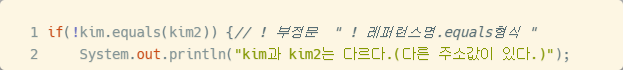 1 if(!kim.equals(kim2)) {// ! 부정문  " ! 레퍼런스명.equals형식 "
2     System.out.println("kim과 kim2는 다르다.(다른 주소값이 있다.)");